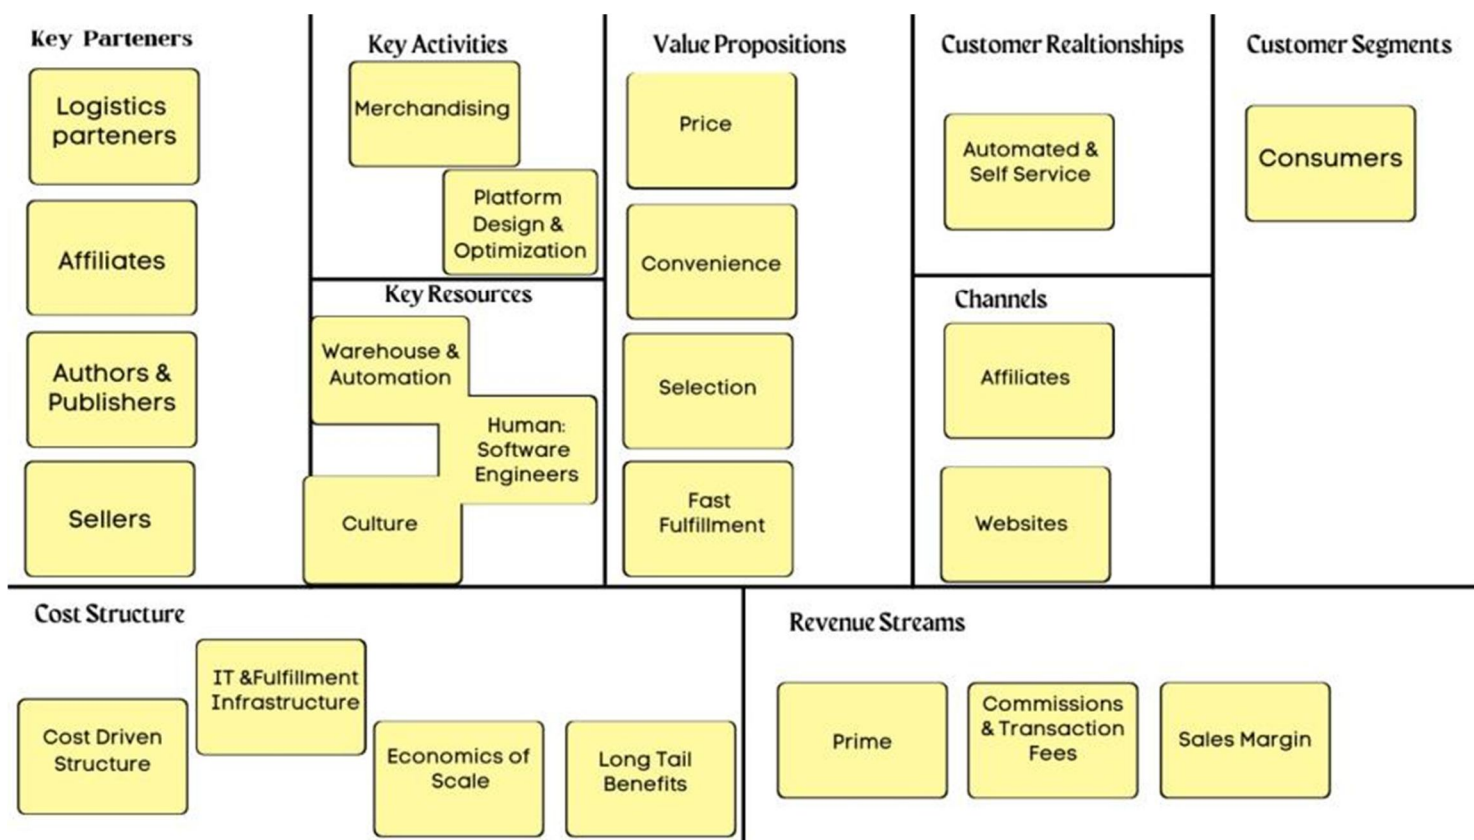 Key Parteners
Logistics
parteners
Affiliates
Authors &
Publishers
Sellers
Key Activities
Merchandising
Platform
Design &
Optimization
Key Resources
Warehouse &
Automation
Human:
Software
Engineers
Culture
Value Propositions
Price
Convenience
Selection
Fast
Fulfillment
Customer Realtionships
Automated &
Self Service
Channels
Affiliates
Websites
Customer Segments
Consumers
Cost Structure
Cost Driven
Structure
IT &Fulfillment
Infrastructure
Economics of
Scale
Long Tail
Benefits
Revenue Streams
Prime
Commissions
& Transaction
Fees
Sales Margin